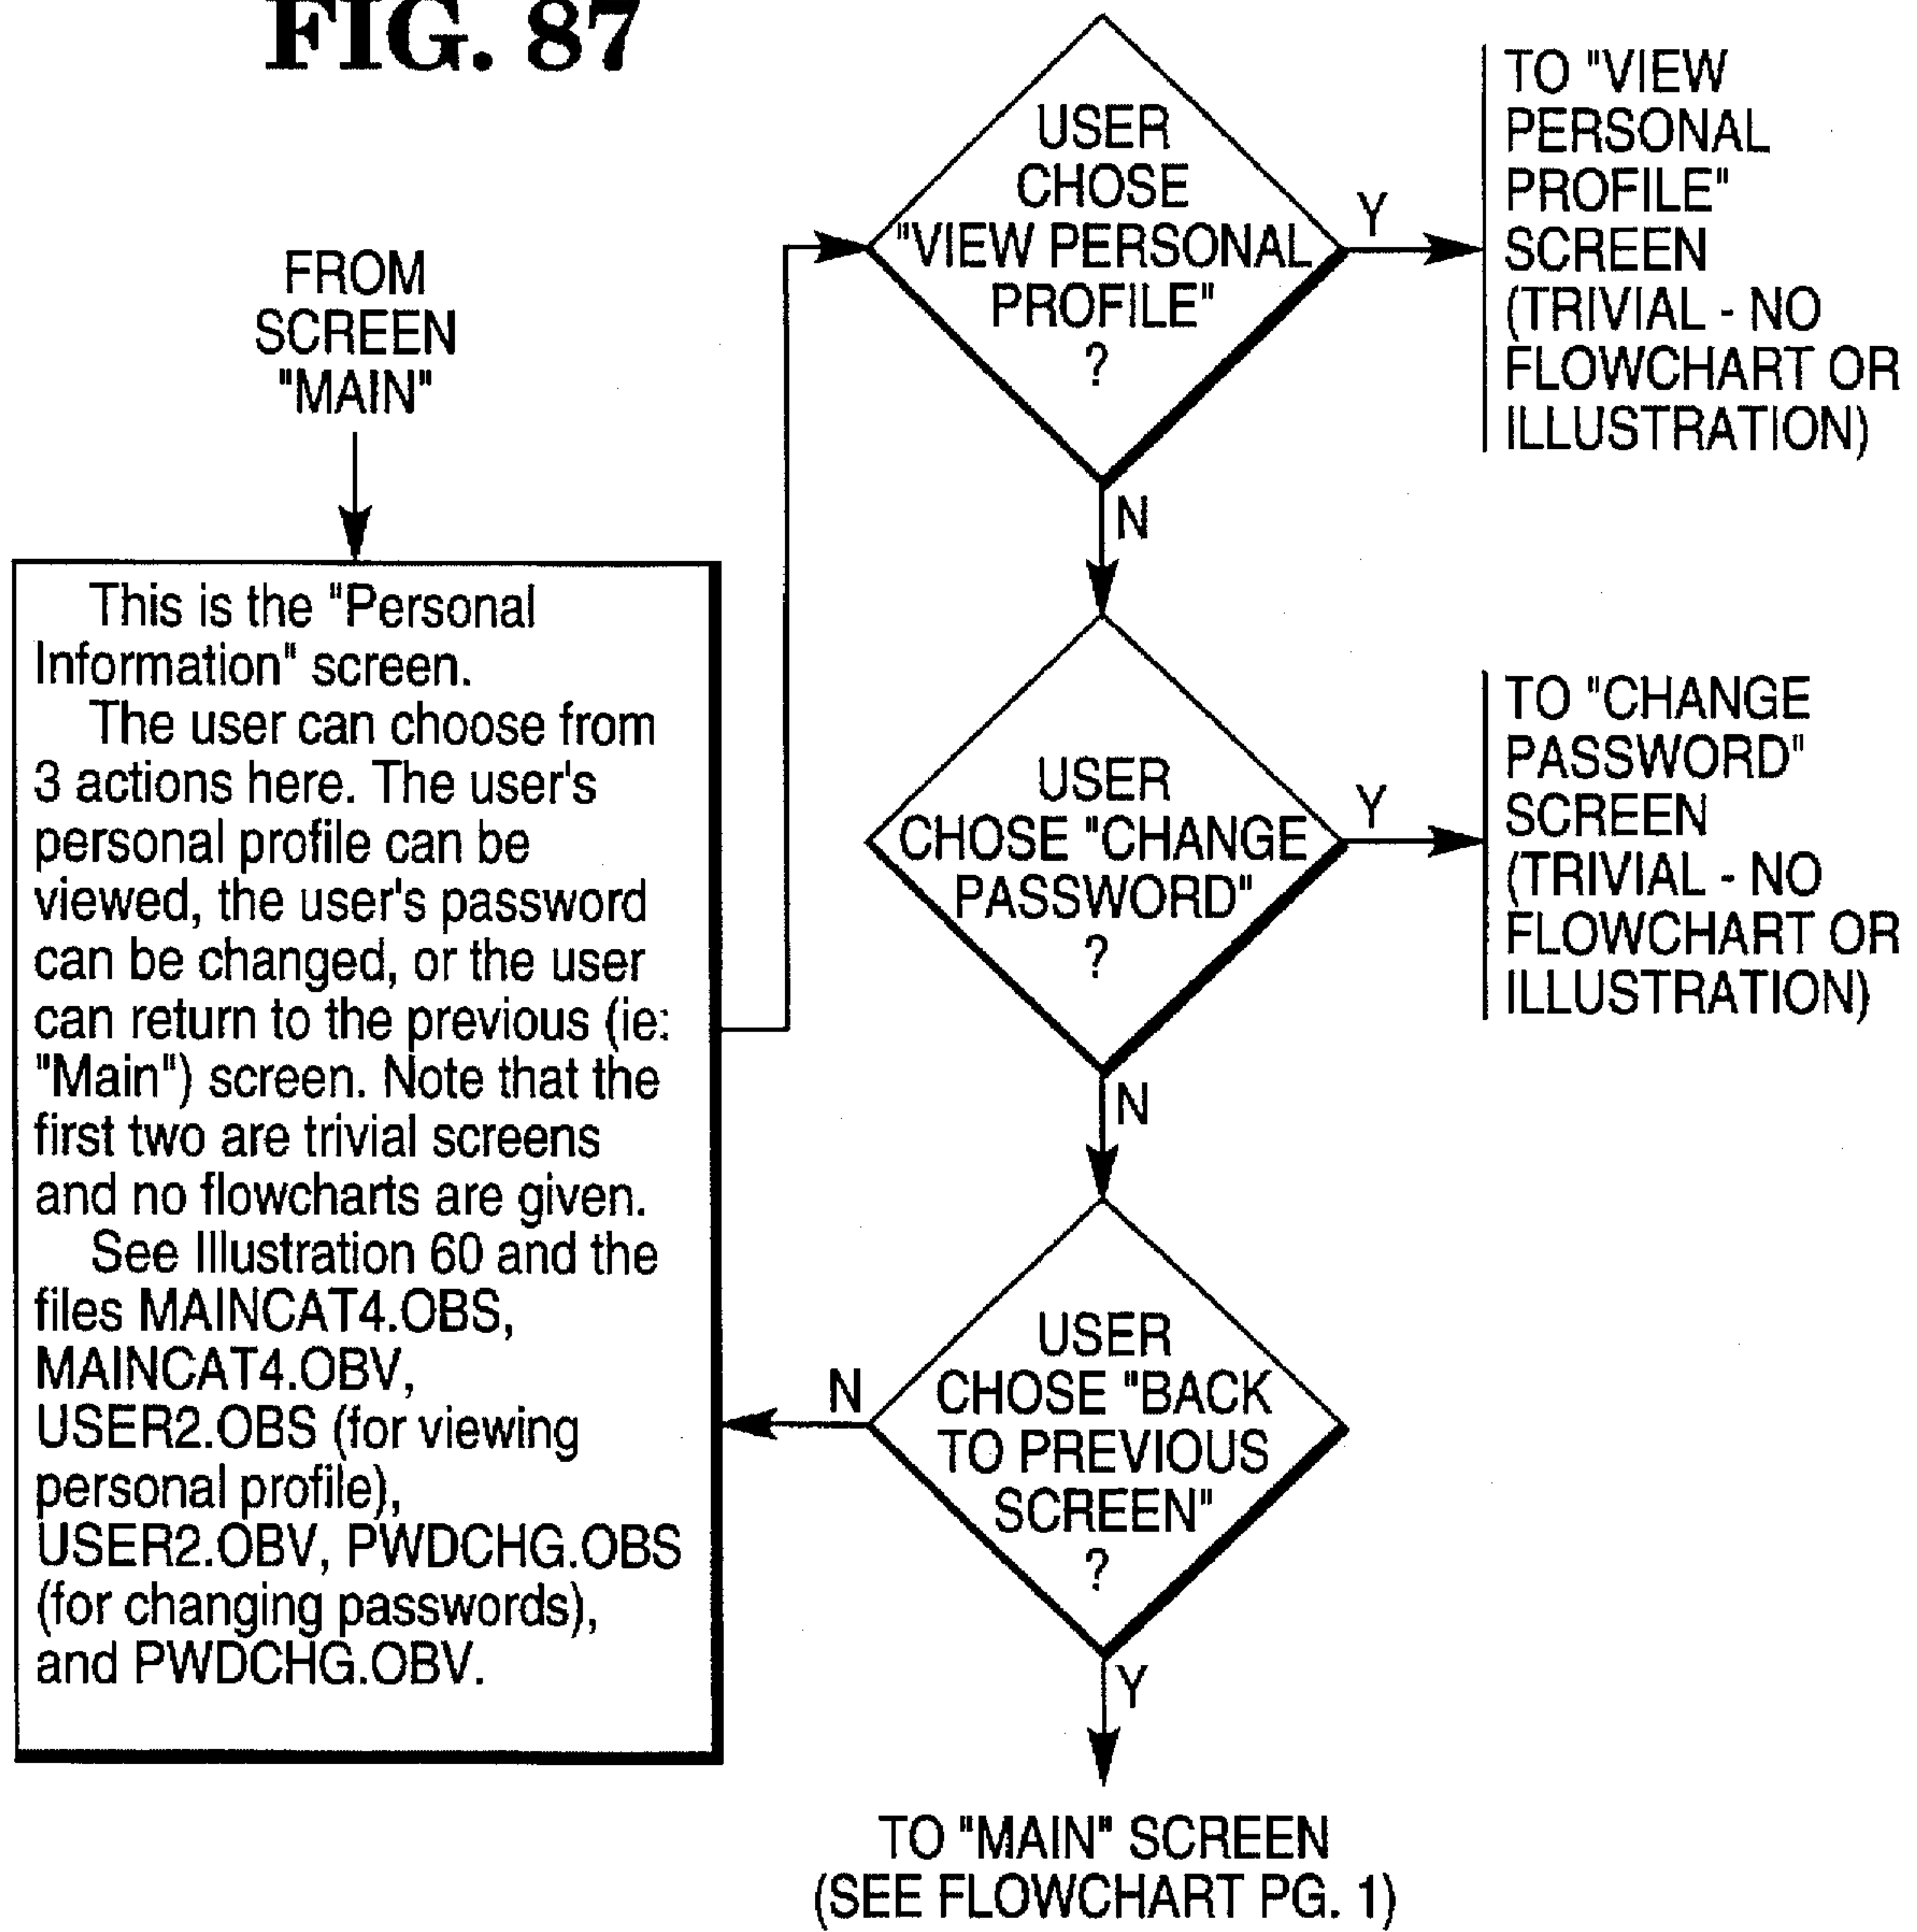 FIG. 87
FROM
SCREEN
"MAIN"
This is the "Personal
Information" screen.
The user can choose from
3 actions here. The user's
personal profile can be
viewed, the user's password
can be changed, or the user
can return to the previous (ie:
"Main") screen. Note that the
first two are trivial screens
and no flowcharts are given.
See Illustration 60 and the
files MAINCAT4.OBS,
MAINCAT4.OBV,
USER2.OBS (for viewing
personal profile),
USER2.OBV, PWDCHG.OBS
(for changing passwords),
and PWDCHG.OBV.
USER
CHOSE
"VIEW PERSONAL
PROFILE"
?
Y
TO "VIEW
PERSONAL
PROFILE"
SCREEN
(TRIVIAL - NO
FLOWCHART OR
ILLUSTRATION)
N
USER
CHOSE "CHANGE
PASSWORD"
?
Y
TO "CHANGE
PASSWORD"
SCREEN
(TRIVIAL - NO
FLOWCHART OR
ILLUSTRATION)
N
USER
CHOSE "BACK
TO PREVIOUS
SCREEN"
?
N
Y
TO "MAIN" SCREEN
(SEE FLOWCHART PG. 1)